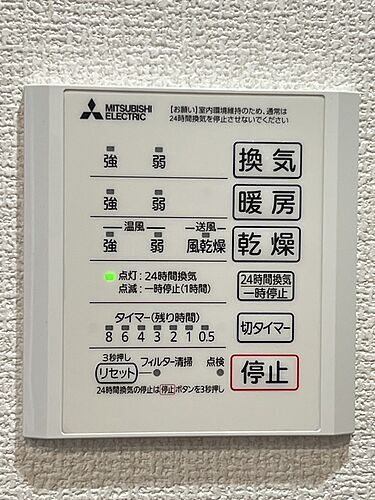 MITSUBISHI
ELECTRIC
【お願い】室内環境維持のため、通常は
24時間換気を停止させないでください
強 弱 換気
強 弱 暖房
温風 送風
強 弱 風乾燥 乾燥
点灯:24時間換気
点滅:一時停止(1時間)
24時間換気
一時停止
タイマー(残り時間)
8 6 4 3 2 1 0.5
切タイマー
3秒押し
リセット フィルター清掃 点検
停止
24時間換気の停止は停止ボタンを3秒押し